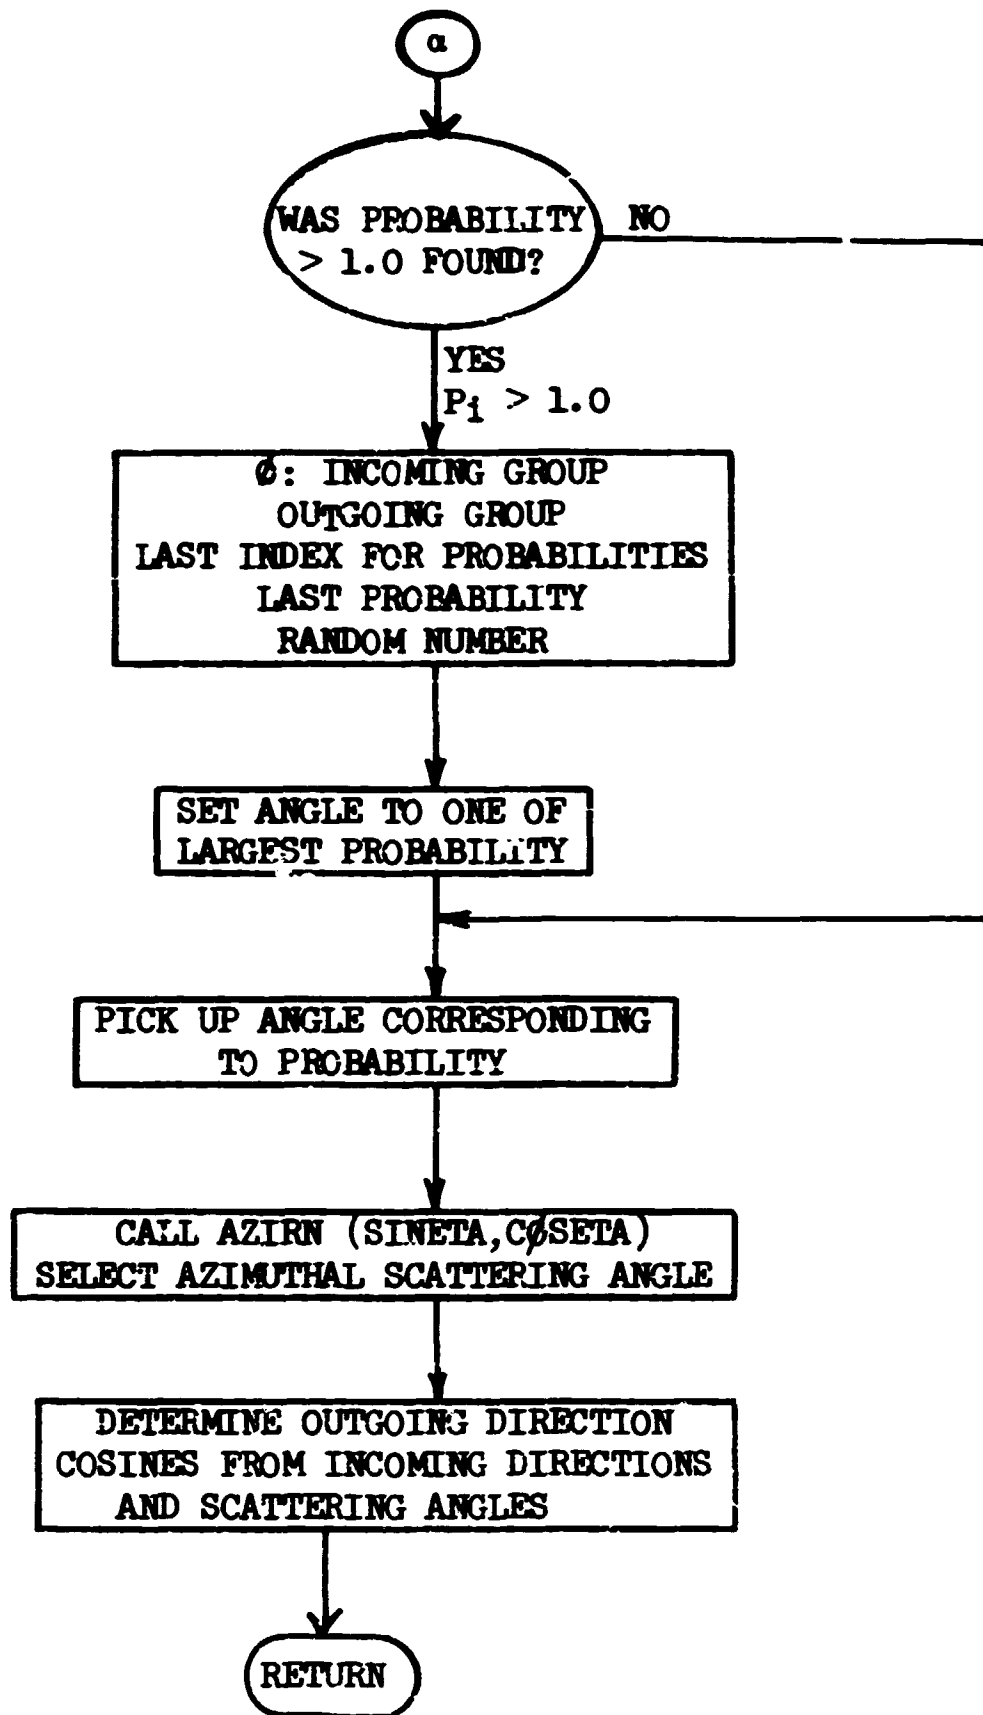 α
WAS PROBABILITY
> 1.0 FOUND?
NO
YES
Pi > 1.0
Ø: INCOMING GROUP
OUTGOING GROUP
LAST INDEX FOR PROBABILITIES
LAST PROBABILITY
RANDOM NUMBER
SET ANGLE TO ONE OF
LARGEST PROBABILITY
PICK UP ANGLE CORRESPONDING
TO PROBABILITY
CALL AZIRN (SINETA,CØSETA)
SELECT AZIMUTHAL SCATTERING ANGLE
DETERMINE OUTGOING DIRECTION
COSINES FROM INCOMING DIRECTIONS
AND SCATTERING ANGLES
RETURN